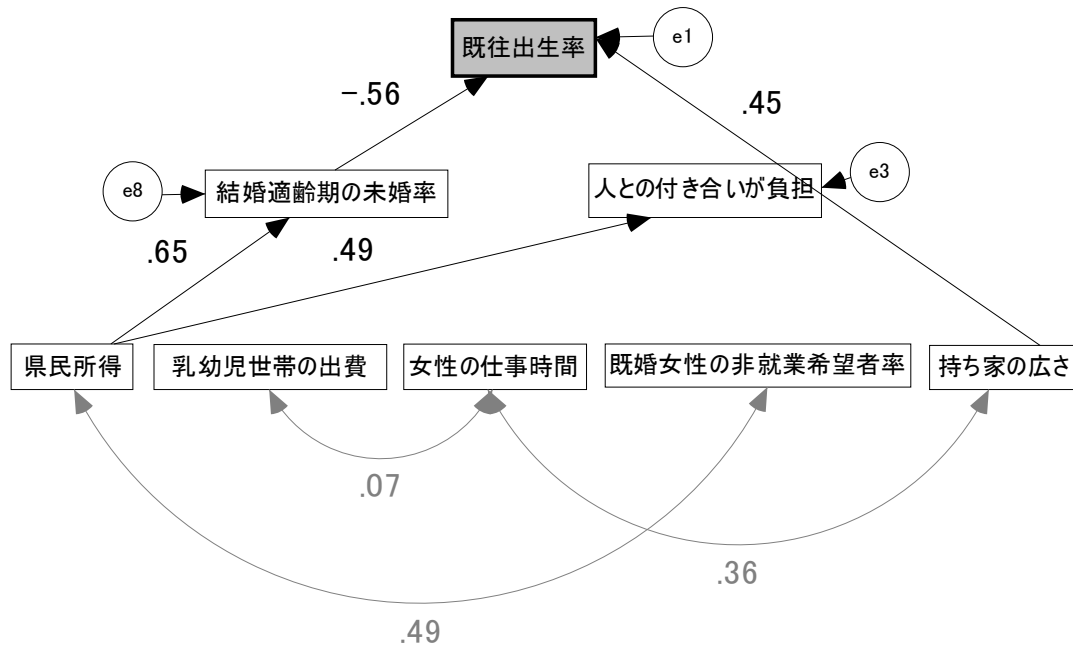 既往出生率
e1
-.56
.45
e8
結婚適齢期の未婚率
人との付き合いが負担
e3
.65
.49
県民所得
乳幼児世帯の出費
女性の仕事時間
既婚女性の非就業希望者率
持ち家の広さ
.07
.36
.49